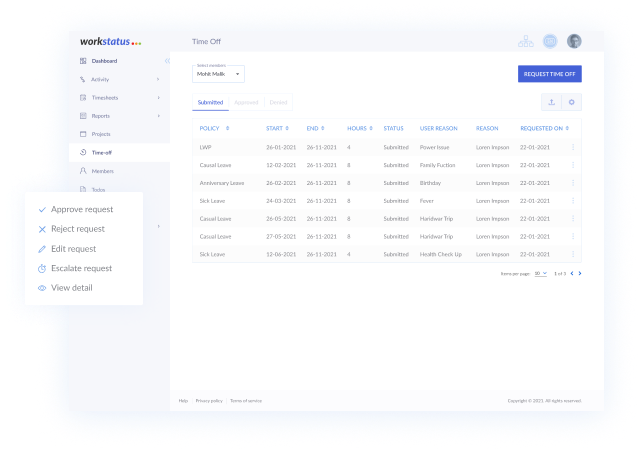 workstatus
Time Off
Dashboard
Activity
Timesheets
Reports
Projects
Time-off
Members
Todos
Approve request
Reject request
Edit request
Escalate request
View detail
Select members
Mohit Malik
REQUEST TIME OFF
Submitted Approved Denied
POLICY START END HOURS STATUS USER REASON REASON REQUESTED ON
LWP 26-01-2021 26-11-2021 4 Submitted Power Issue Loren Impson 22-01-2021
Causal Leave 12-02-2021 26-11-2021 8 Submitted Family Fuction Loren Impson 22-01-2021
Anniversary Leave 26-02-2021 26-11-2021 8 Submitted Birthday Loren Impson 22-01-2021
Sick Leave 24-03-2021 26-11-2021 8 Submitted Fever Loren Impson 22-01-2021
Casual Leave 26-05-2021 26-11-2021 8 Submitted Haridwar Trip Loren Impson 22-01-2021
Casual Leave 27-05-2021 26-11-2021 8 Submitted Haridwar Trip Loren Impson 22-01-2021
Sick Leave 12-06-2021 26-11-2021 4 Submitted Health Check Up Loren Impson 22-01-2021
Items per page: 10 1 of 3
Help Privacy policy Terms of service
Copyright © 2021. All rights reserved.